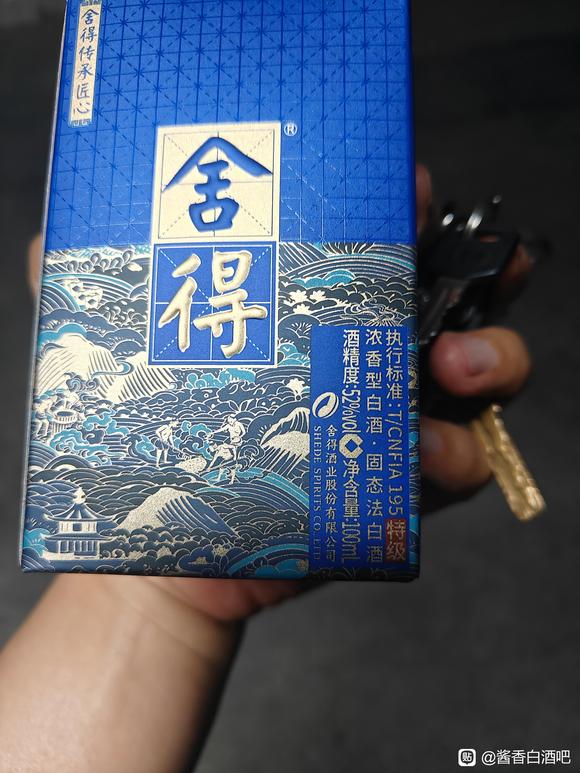 舍得传承匠心
舍得
®
执行标准:T/CNFIA 195 特级
浓香型白酒·固态法白酒
酒精度:52%vol 净含量:100mL
舍得酒业股份有限公司
SHEDE SPIRITS CO.,LTD
贴 @酱香白酒吧